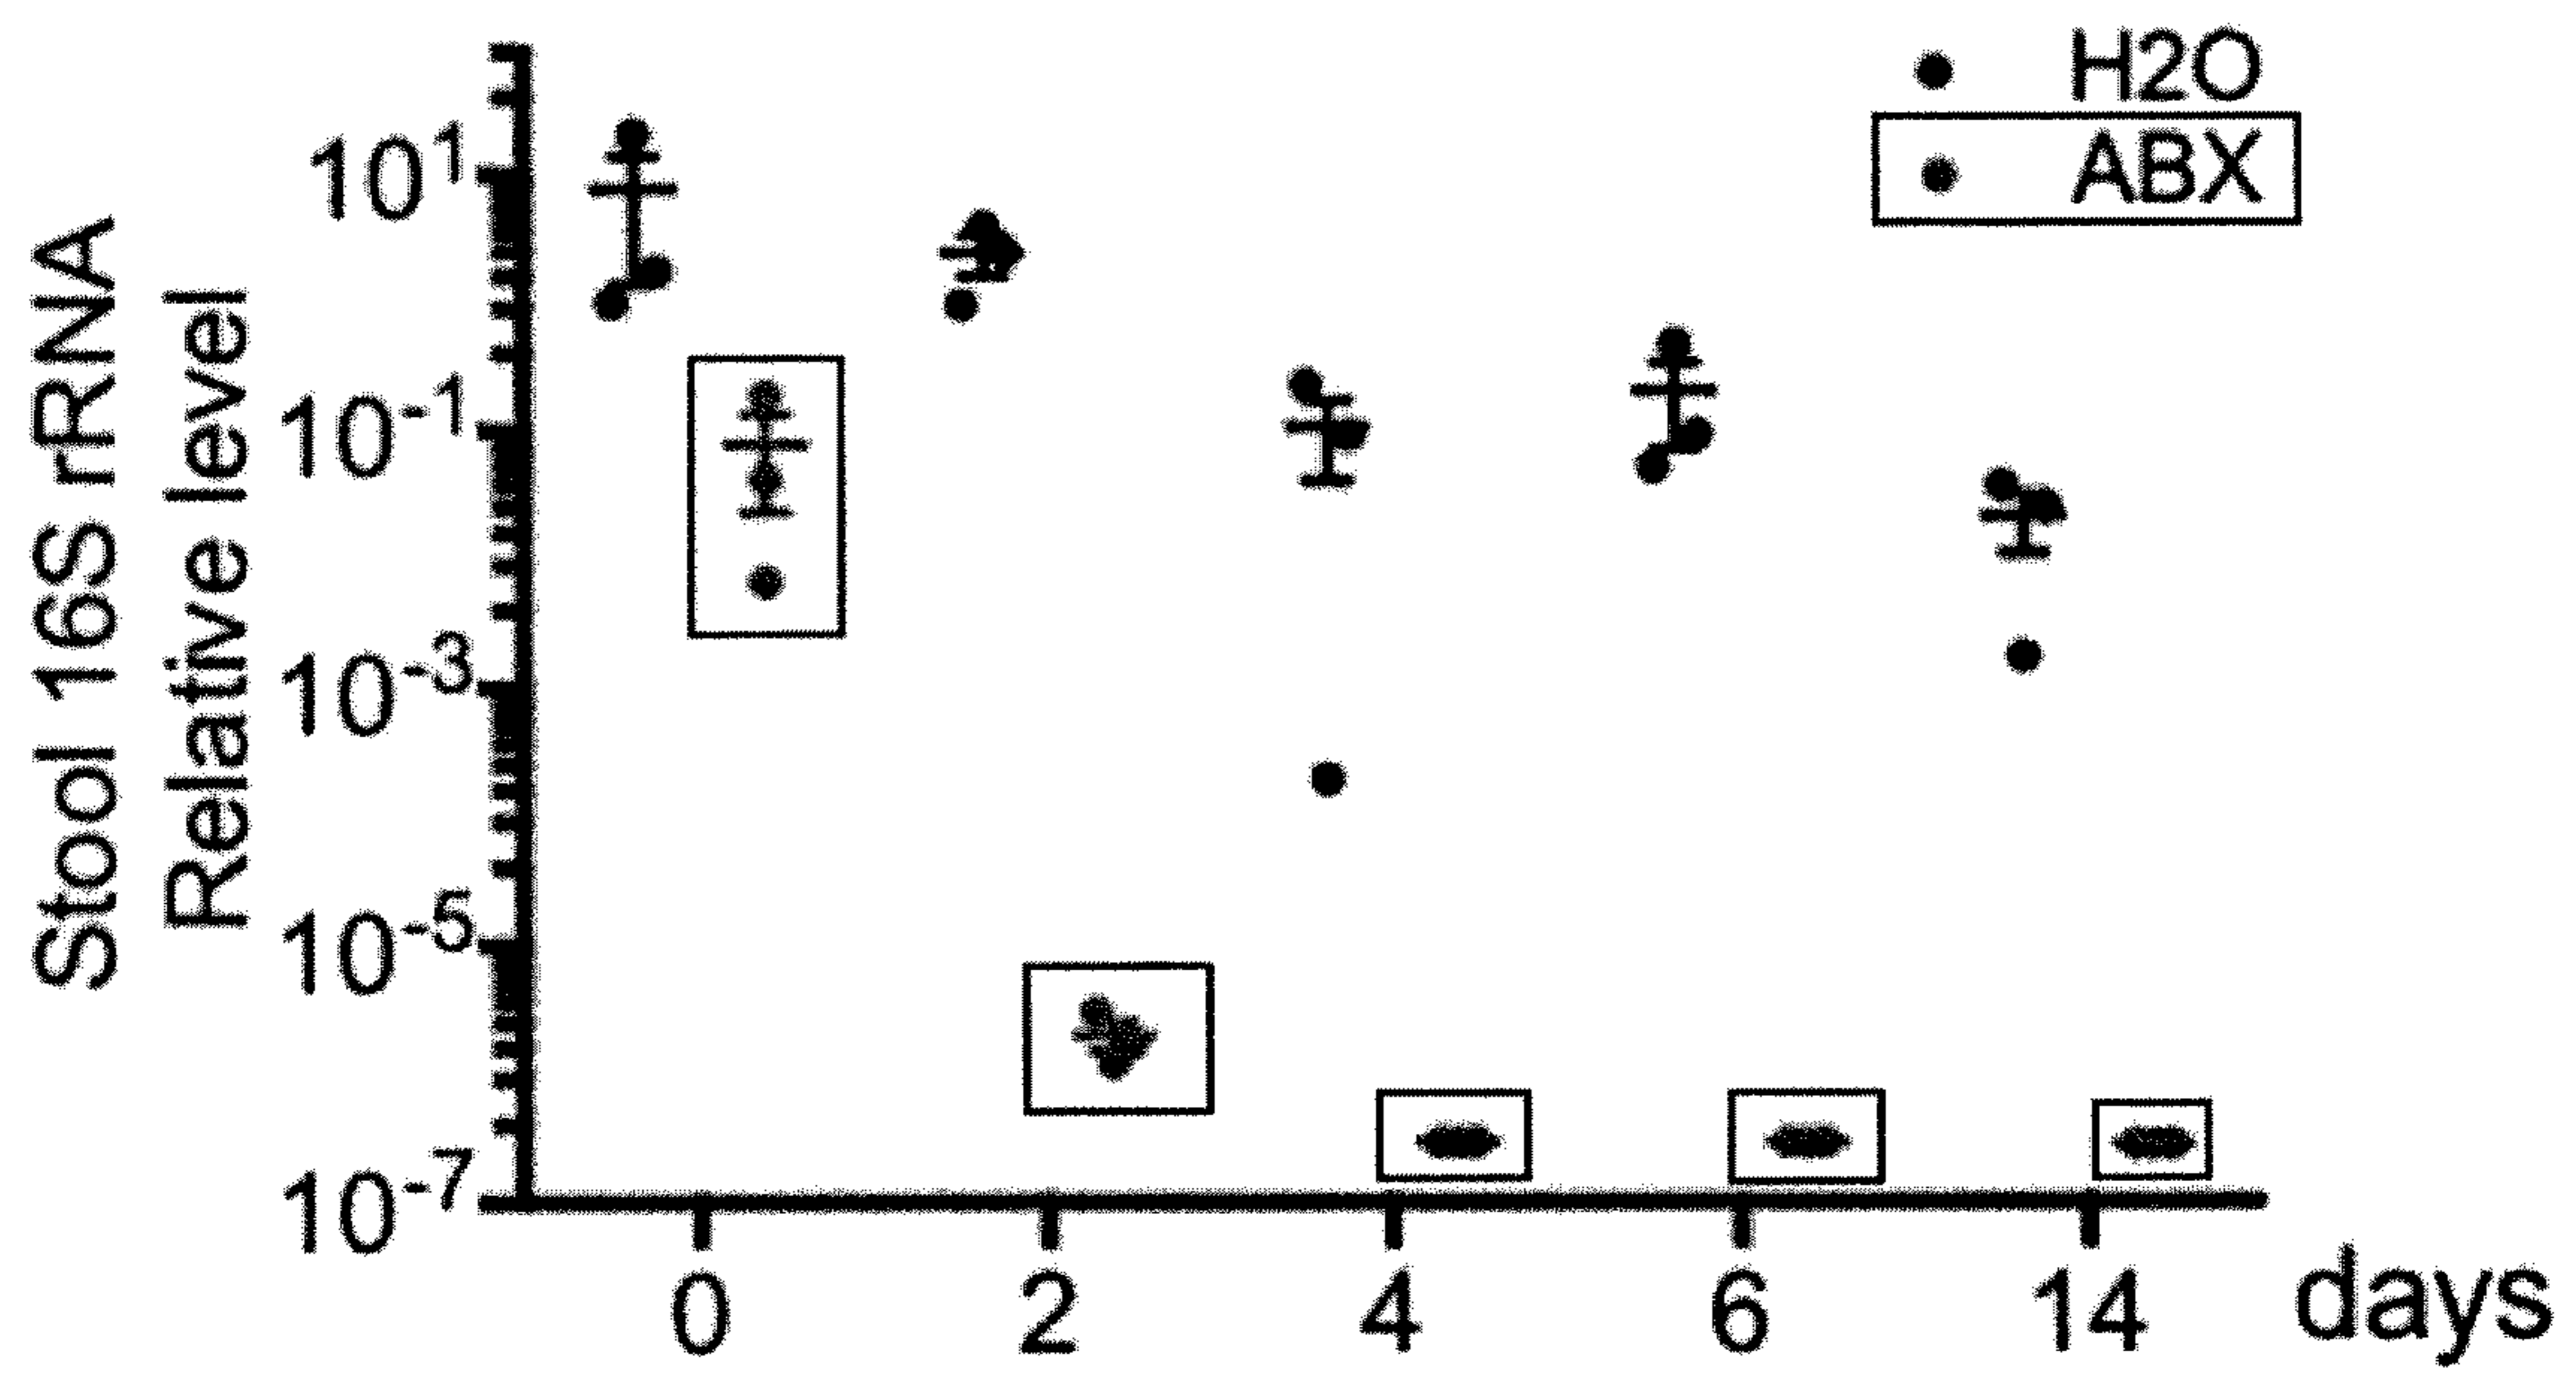 H2O
ABX
Stool 16S rRNA
Relative level
10^1
10^-1
10^-3
10^-5
10^-7
0 2 4 6 14 days